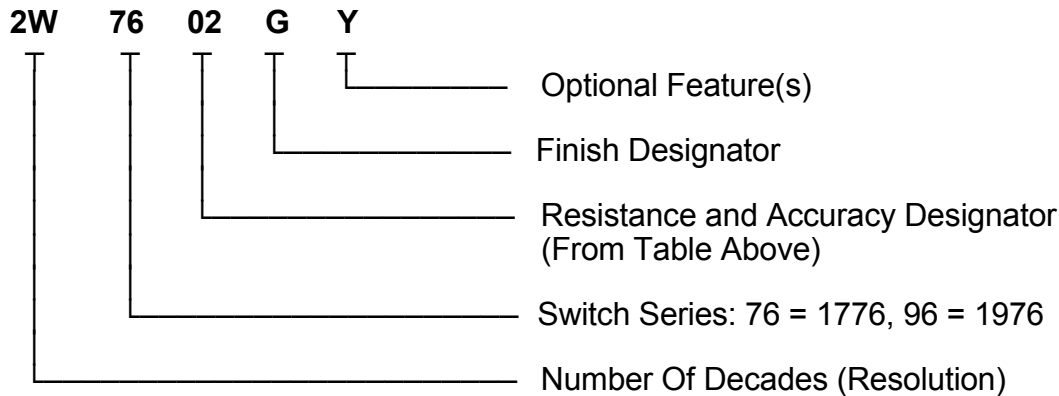 2W 76 02 G Y
Optional Feature(s)
Finish Designator
Resistance and Accuracy Designator
(From Table Above)
Switch Series: 76 = 1776, 96 = 1976
Number Of Decades (Resolution)